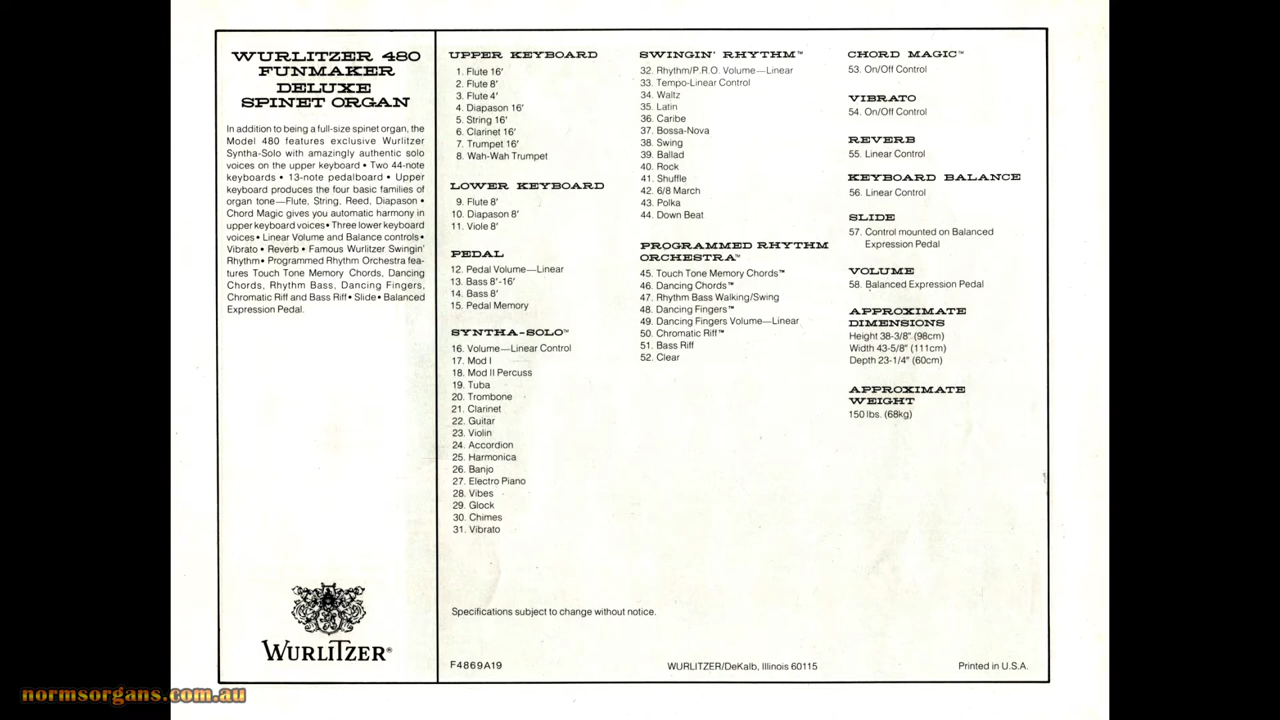 WURLITZER 480
FUNMAKER
DELUXE
SPINET ORGAN
In addition to being a full-size spinet organ, the
Model 480 features exclusive Wurlitzer
Syntha-Solo with amazingly authentic solo
voices on the upper keyboard • Two 44-note
keyboards • 13-note pedalboard • Upper
keyboard produces the four basic families of
organ tone—Flute, String, Reed, Diapason •
Chord Magic gives you automatic harmony in
upper keyboard voices • Three lower keyboard
voices • Linear Volume and Balance controls •
Vibrato • Reverb • Famous Wurlitzer Swingin'
Rhythm • Programmed Rhythm Orchestra fea-
tures Touch Tone Memory Chords, Dancing
Chords, Rhythm Bass, Dancing Fingers,
Chromatic Riff and Bass Riff • Slide • Balanced
Expression Pedal.
WURLITZER®
UPPER KEYBOARD
1. Flute 16′
2. Flute 8′
3. Flute 4′
4. Diapason 16′
5. String 16′
6. Clarinet 16′
7. Trumpet 16′
8. Wah-Wah Trumpet
LOWER KEYBOARD
9. Flute 8′
10. Diapason 8′
11. Viole 8′
PEDAL
12. Pedal Volume—Linear
13. Bass 8′-16′
14. Bass 8′
15. Pedal Memory
SYNTHA-SOLO™
16. Volume—Linear Control
17. Mod I
18. Mod II Percuss
19. Tuba
20. Trombone
21. Clarinet
22. Guitar
23. Violin
24. Accordion
25. Harmonica
26. Banjo
27. Electro Piano
28. Vibes
29. Glock
30. Chimes
31. Vibrato
SWINGIN' RHYTHM™
32. Rhythm/P.R.O. Volume—Linear
33. Tempo-Linear Control
34. Waltz
35. Latin
36. Caribe
37. Bossa-Nova
38. Swing
39. Ballad
40. Rock
41. Shuffle
42. 6/8 March
43. Polka
44. Down Beat
PROGRAMMED RHYTHM
ORCHESTRA™
45. Touch Tone Memory Chords™
46. Dancing Chords™
47. Rhythm Bass Walking/Swing
48. Dancing Fingers™
49. Dancing Fingers Volume—Linear
50. Chromatic Riff™
51. Bass Riff
52. Clear
CHORD MAGIC™
53. On/Off Control
VIBRATO
54. On/Off Control
REVERB
55. Linear Control
KEYBOARD BALANCE
56. Linear Control
SLIDE
57. Control mounted on Balanced
Expression Pedal
VOLUME
58. Balanced Expression Pedal
APPROXIMATE
DIMENSIONS
Height 38-3/8" (98cm)
Width 43-5/8" (111cm)
Depth 23-1/4" (60cm)
APPROXIMATE
WEIGHT
150 lbs. (68kg)
Specifications subject to change without notice.
F4869A19
WURLITZER/DeKalb, Illinois 60115
Printed in U.S.A.
normsorgans.com.au